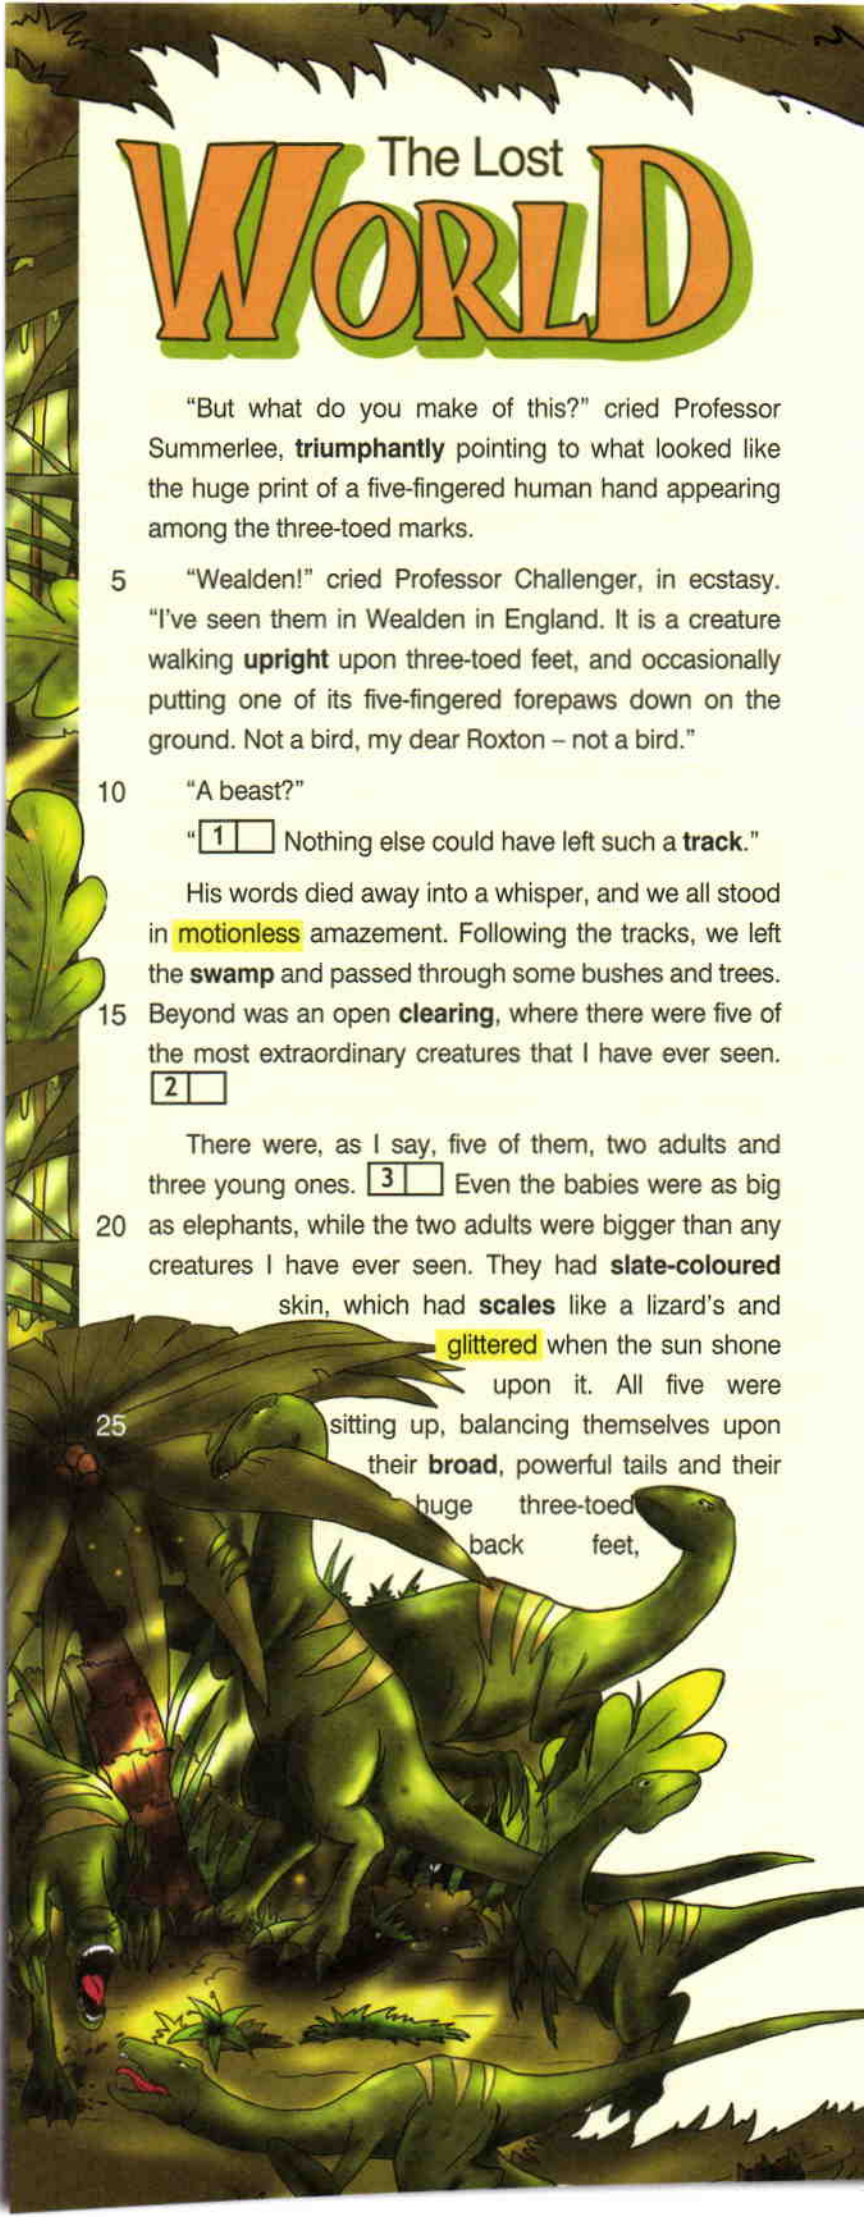 The Lost
WORLD
"But what do you make of this?" cried Professor
Summerlee, triumphantly pointing to what looked like
the huge print of a five-fingered human hand appearing
among the three-toed marks.
5 "Wealden!" cried Professor Challenger, in ecstasy.
"I've seen them in Wealden in England. It is a creature
walking upright upon three-toed feet, and occasionally
putting one of its five-fingered forepaws down on the
ground. Not a bird, my dear Roxton – not a bird."
10 "A beast?"
"1 Nothing else could have left such a track."
His words died away into a whisper, and we all stood
in motionless amazement. Following the tracks, we left
the swamp and passed through some bushes and trees.
15 Beyond was an open clearing, where there were five of
the most extraordinary creatures that I have ever seen.
2
There were, as I say, five of them, two adults and
three young ones. 3 Even the babies were as big
20 as elephants, while the two adults were bigger than any
creatures I have ever seen. They had slate-coloured
skin, which had scales like a lizard's and
glittered when the sun shone
upon it. All five were
25 sitting up, balancing themselves upon
their broad, powerful tails and their
huge three-toed
back feet,